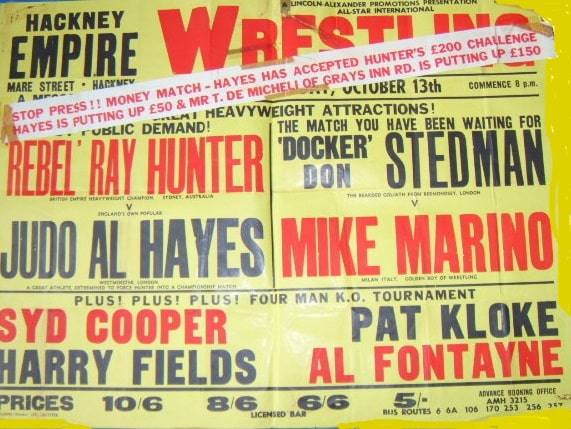 LINCOLN-ALEXANDER PROMOTIONS PRESENTATION
ALL-STAR INTERNATIONAL
HACKNEY
EMPIRE
WRESTLING
MARE STREET · HACKNEY
OCTOBER 13th
COMMENCE 8 p.m.
STOP PRESS!! MONEY MATCH - HAYES HAS ACCEPTED HUNTER'S £200 CHALLENGE
HAYES IS PUTTING UP £50 & MR T. DE MICHELI OF GRAYS INN RD. IS PUTTING UP £150
GREAT HEAVYWEIGHT ATTRACTIONS!
PUBLIC DEMAND!
'REBEL' RAY HUNTER
BRITISH EMPIRE HEAVYWEIGHT CHAMPION. SYDNEY, AUSTRALIA
V
ENGLAND'S OWN POPULAR
JUDO AL HAYES
WESTMINSTER, LONDON
A GREAT ATHLETE, DETERMINED TO FORCE HUNTER INTO A CHAMPIONSHIP MATCH
THE MATCH YOU HAVE BEEN WAITING FOR
'DOCKER' DON STEDMAN
THE BEARDED GOLIATH FROM BERMONDSEY, LONDON
V
MIKE MARINO
MILAN ITALY. GOLDEN BOY OF WRESTLING
PLUS! PLUS! PLUS! FOUR MAN K.O. TOURNAMENT
SYD COOPER
HARRY FIELDS
PAT KLOKE
AL FONTAYNE
PRICES 10/6 8/6 6/6 5/-
LICENSED BAR
ADVANCE BOOKING OFFICE
AMH 3215
BUS ROUTES 6 6A 106 170 253 256 257